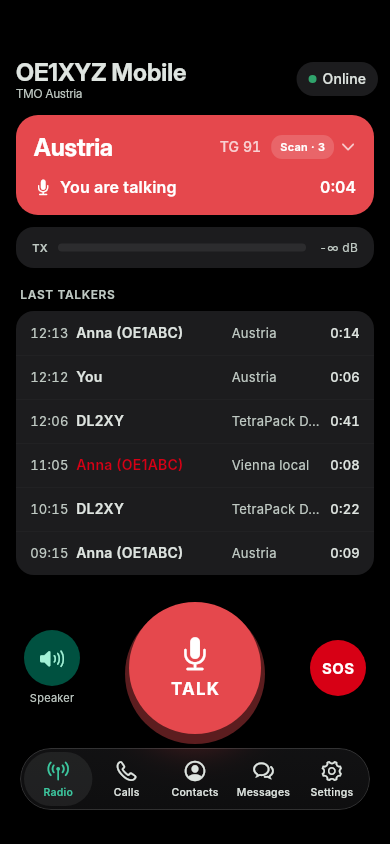 OE1XYZ Mobile
TMO Austria
Online
Austria
TG 91
Scan · 3
You are talking
0:04
TX
-∞ dB
LAST TALKERS
12:13 Anna (OE1ABC) Austria 0:14
12:12 You Austria 0:06
12:06 DL2XY TetraPack D... 0:41
11:05 Anna (OE1ABC) Vienna local 0:08
10:15 DL2XY TetraPack D... 0:22
09:15 Anna (OE1ABC) Austria 0:09
TALK
SOS
Speaker
Radio Calls Contacts Messages Settings